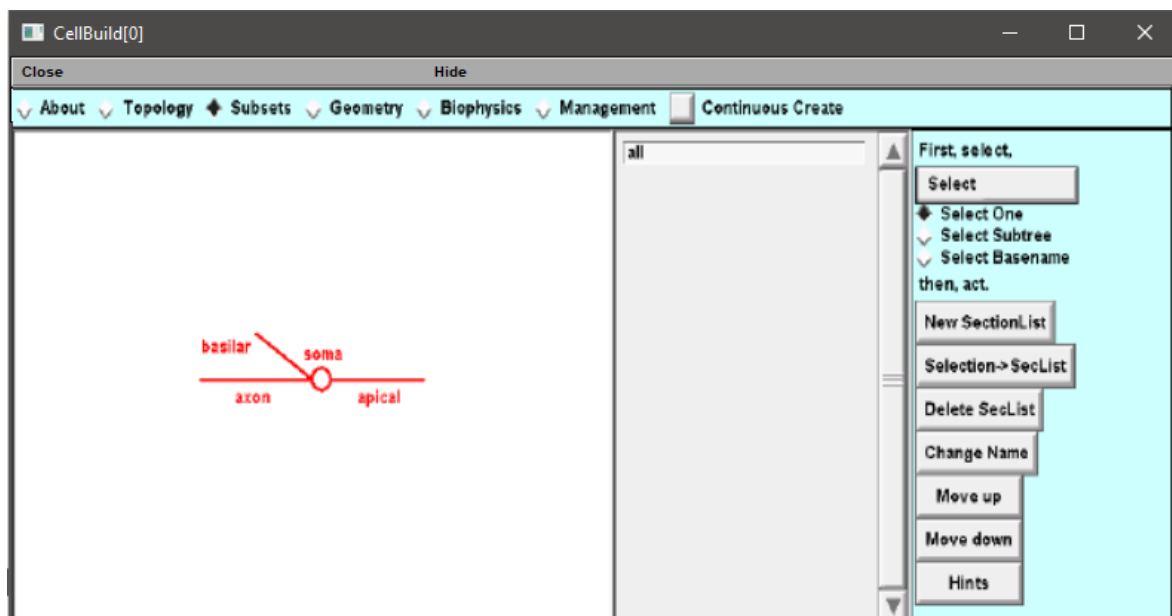 CellBuild[0]
Close Hide
About Topology Subsets Geometry Biophysics Management Continuous Create
basilar
soma
axon
apical
all
First, select,
Select
Select One
Select Subtree
Select Basename
then, act.
New SectionList
Selection->SecList
Delete SecList
Change Name
Move up
Move down
Hints